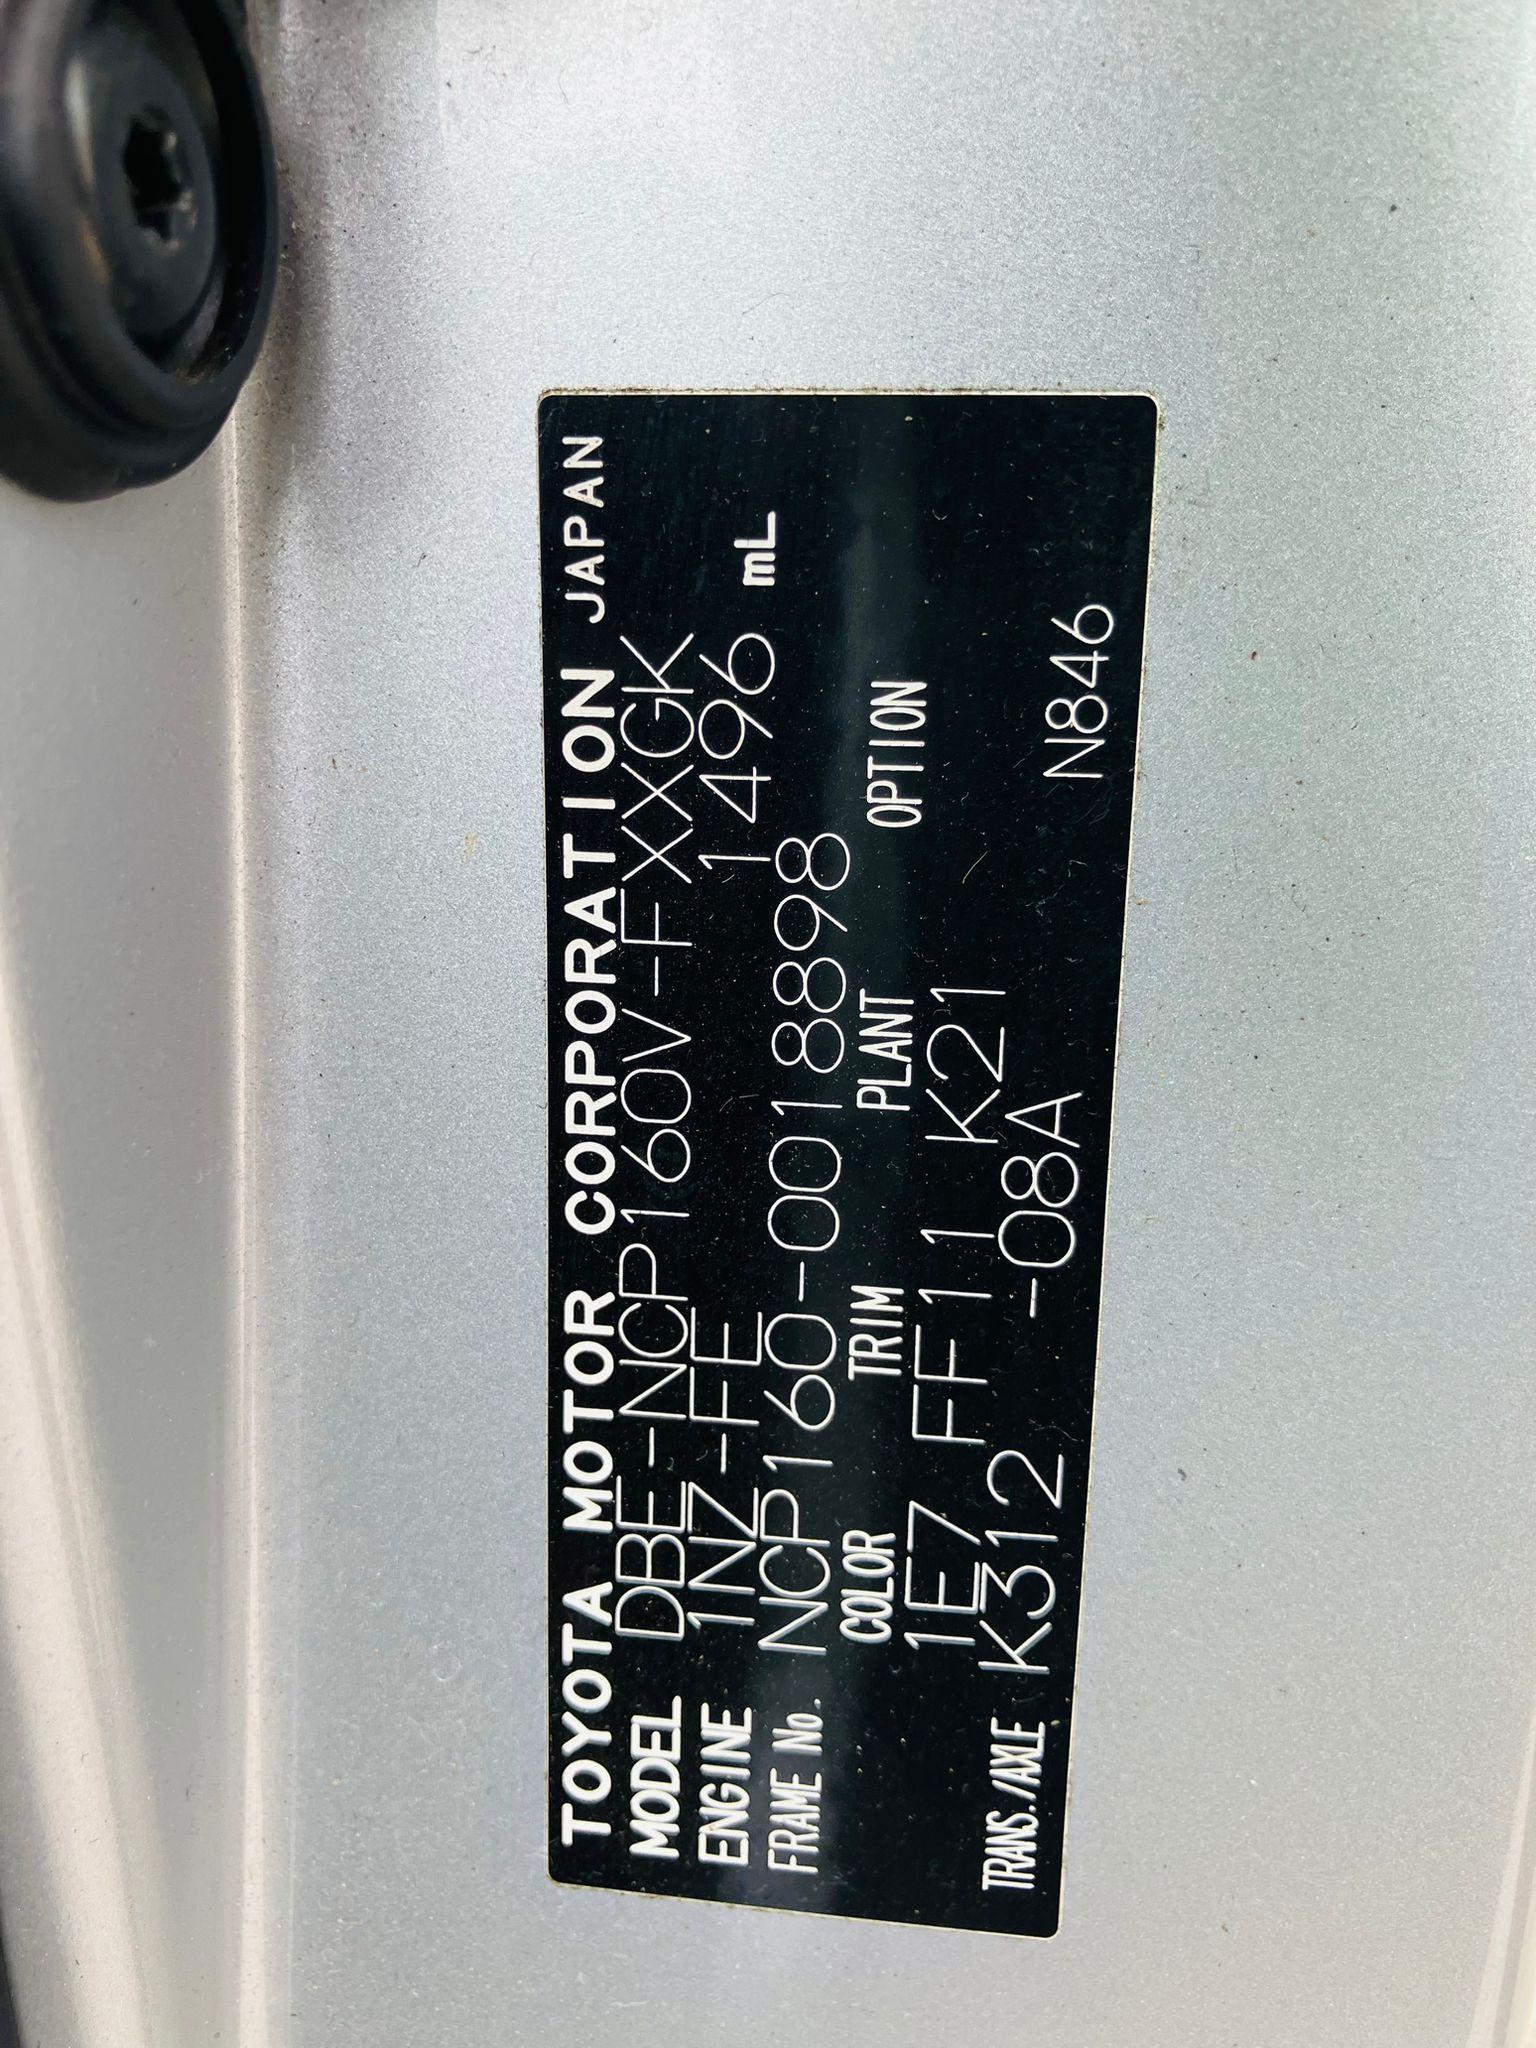 TOYOTA MOTOR CORPORATION JAPAN
MODEL DBE-NCP160V-FXXGK
ENGINE 1NZ-FE 1496 mL
FRAME No. NCP160-0018898
COLOR TRIM PLANT OPTION
1E7 FF11 K21
TRANS./AXLE K312 -08A N846